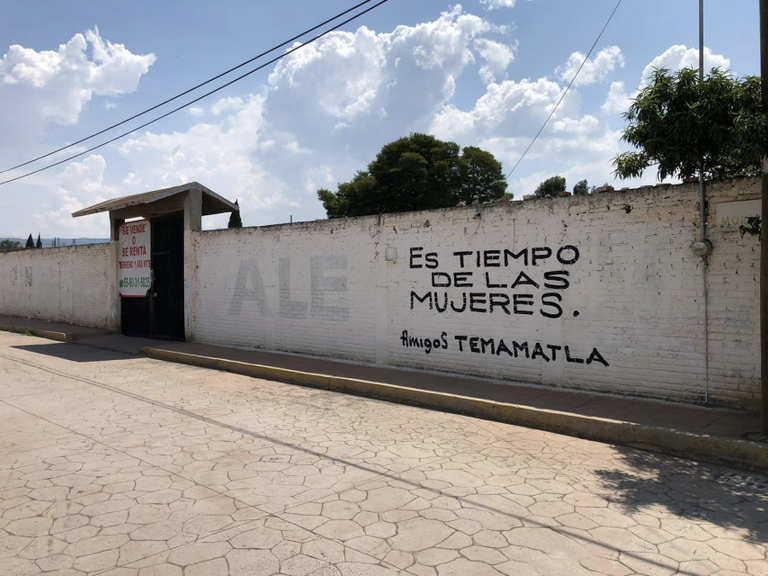 SE VENDE
O
SE RENTA
ALE
ES TIEMPO
DE LAS
MUJERES.
AmigoS TEMAMATLA